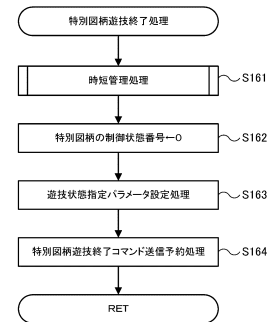 特別図柄遊技終了処理
時短管理処理
S161
特別図柄の制御状態番号←0
S162
遊技状態指定パラメータ設定処理
S163
特別図柄遊技終了コマンド送信予約処理
S164
RET